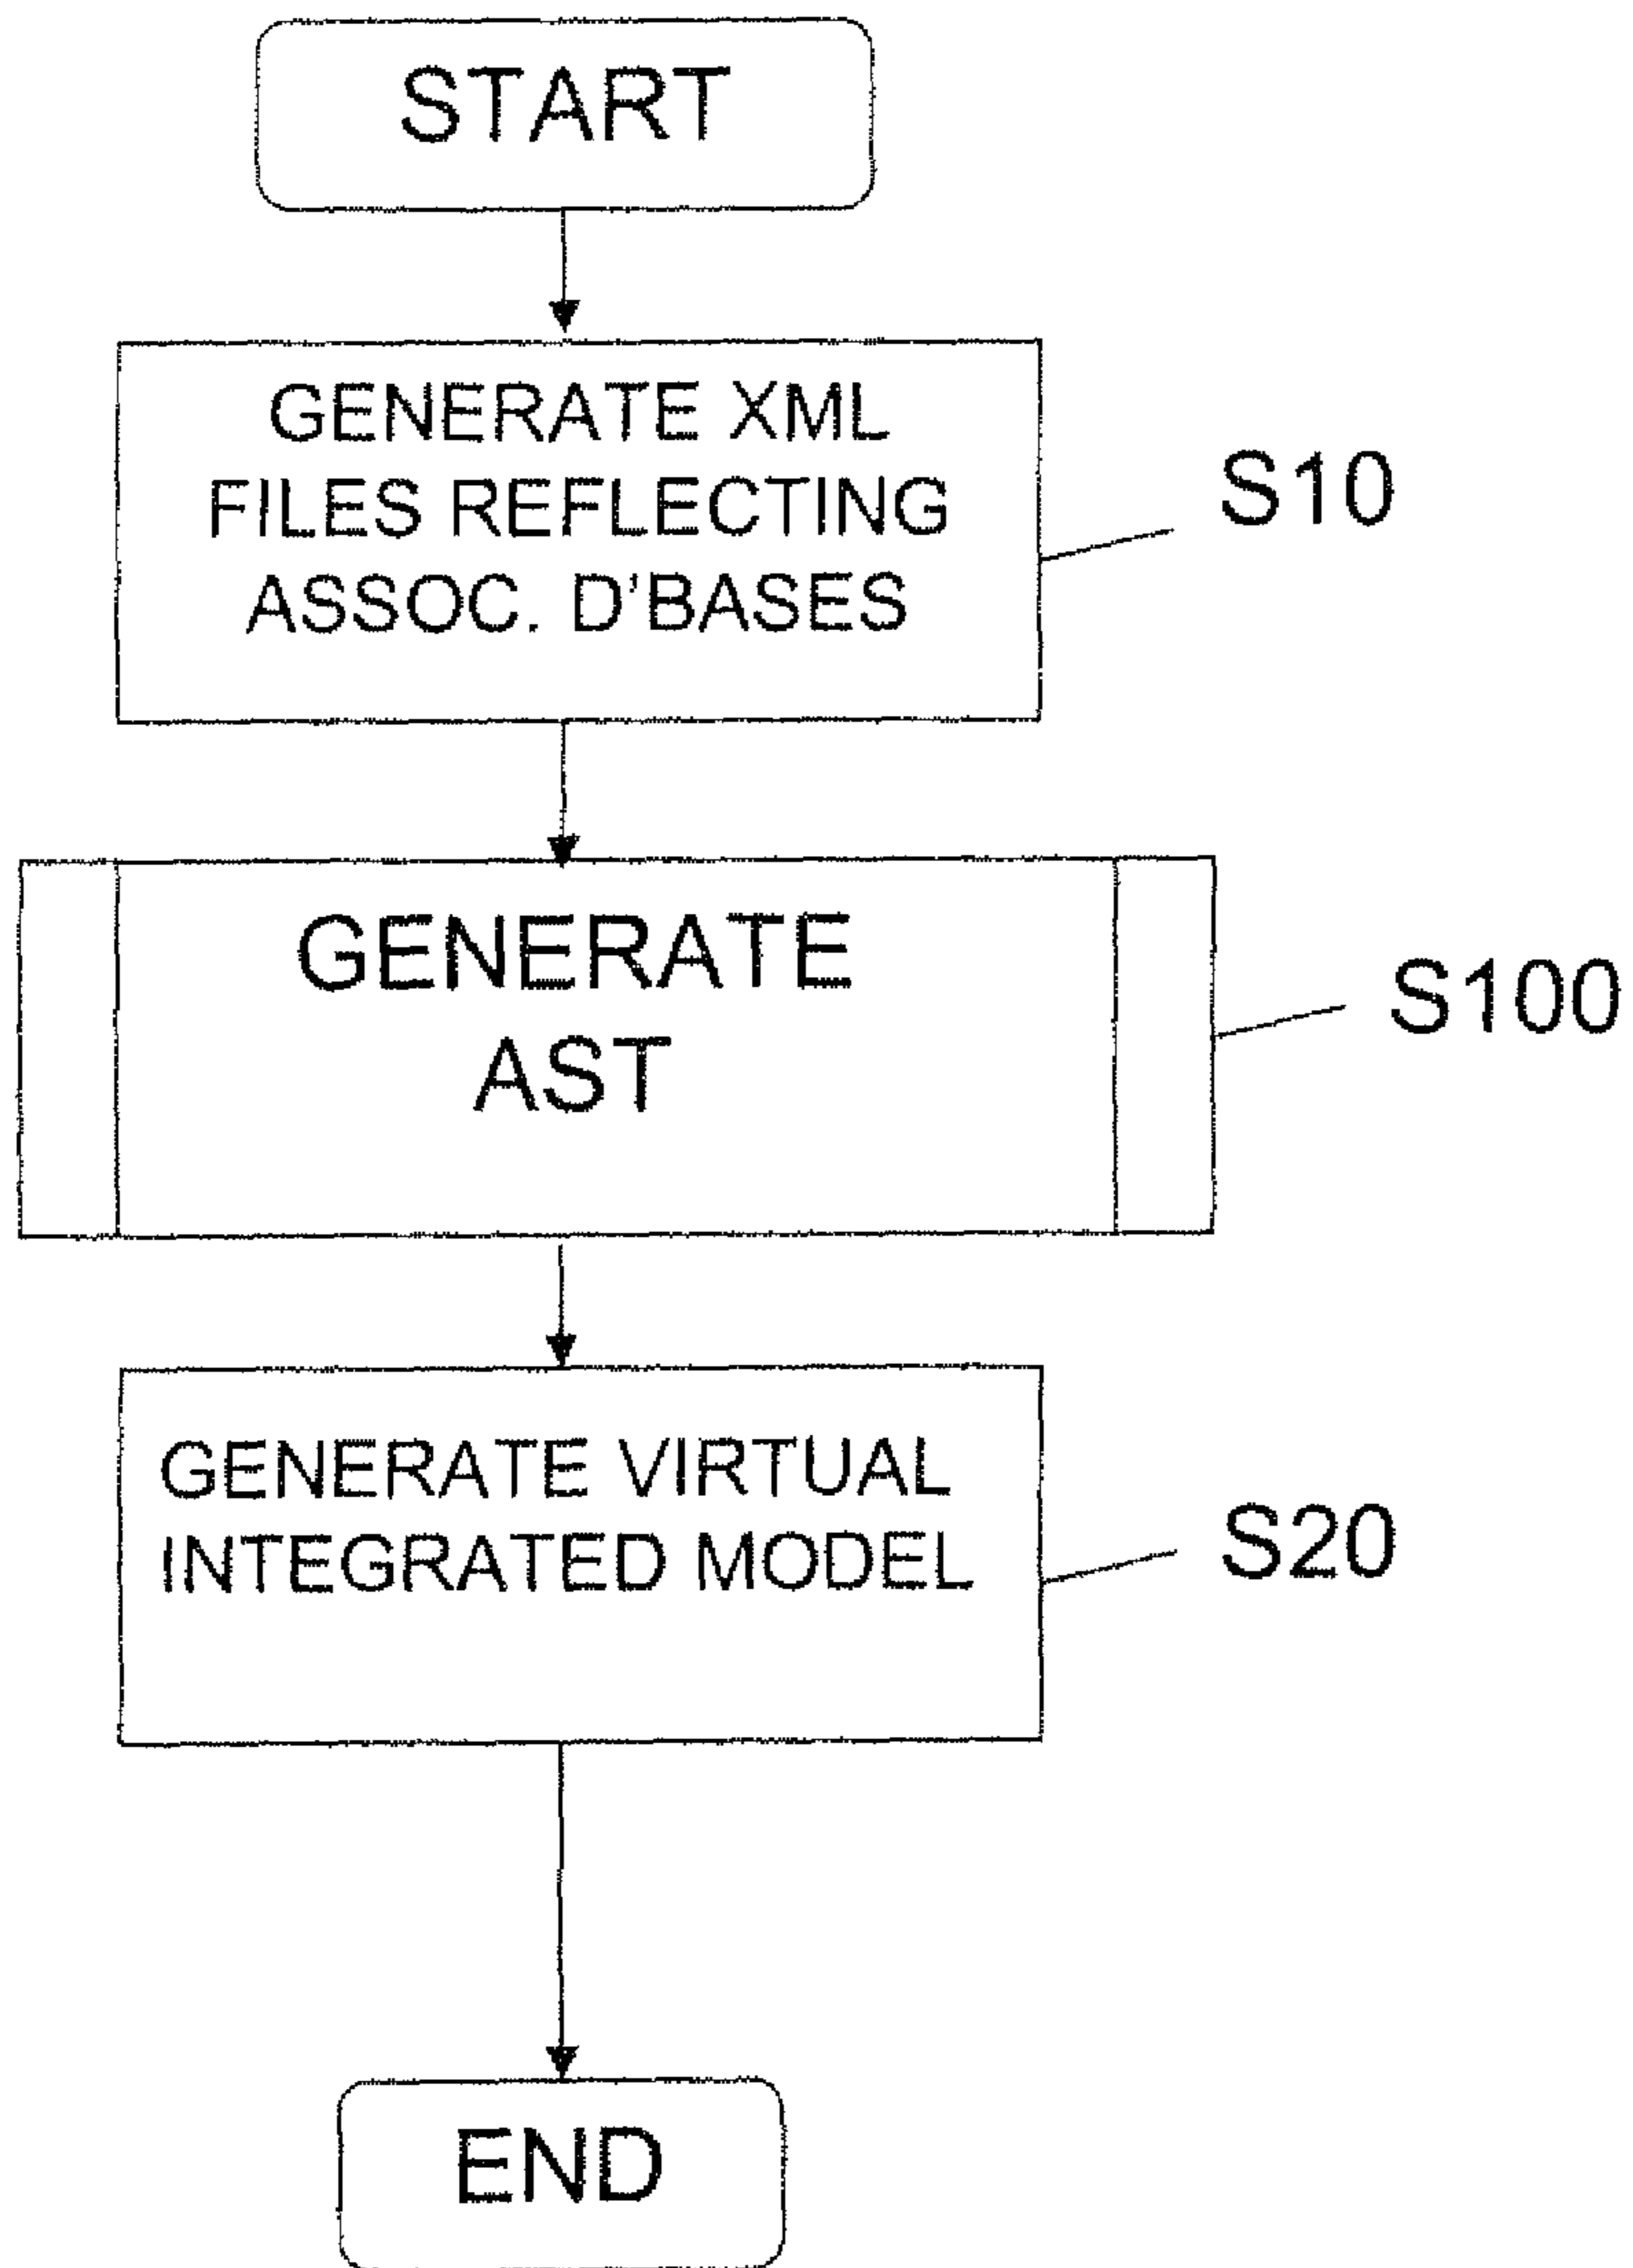 START
GENERATE XML
FILES REFLECTING
ASSOC. D'BASES
S10
GENERATE
AST
S100
GENERATE VIRTUAL
INTEGRATED MODEL
S20
END